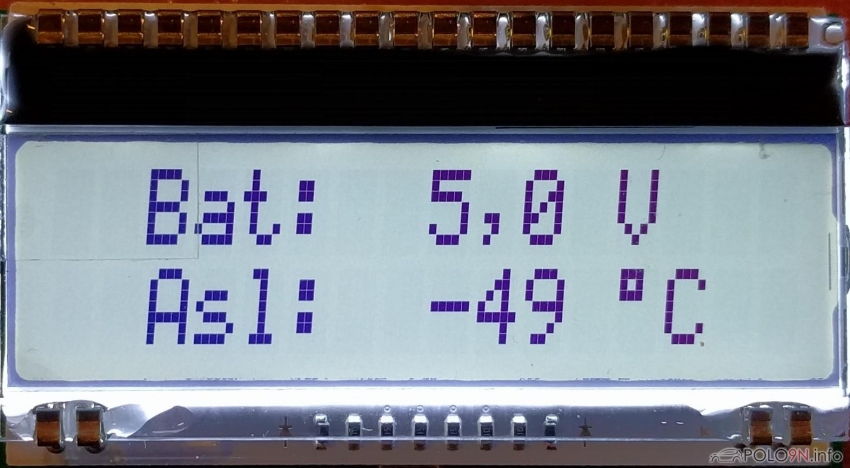 Bat: 5,0 V
Asl: -49 °C
POLO9N.info